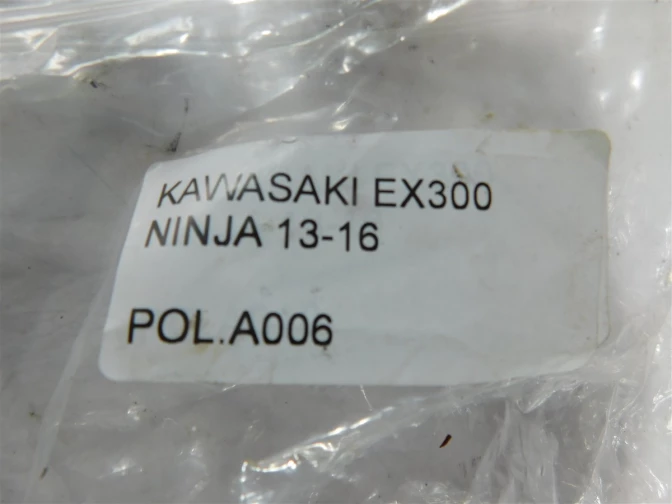 KAWASAKI EX300
NINJA 13-16
POL.A006